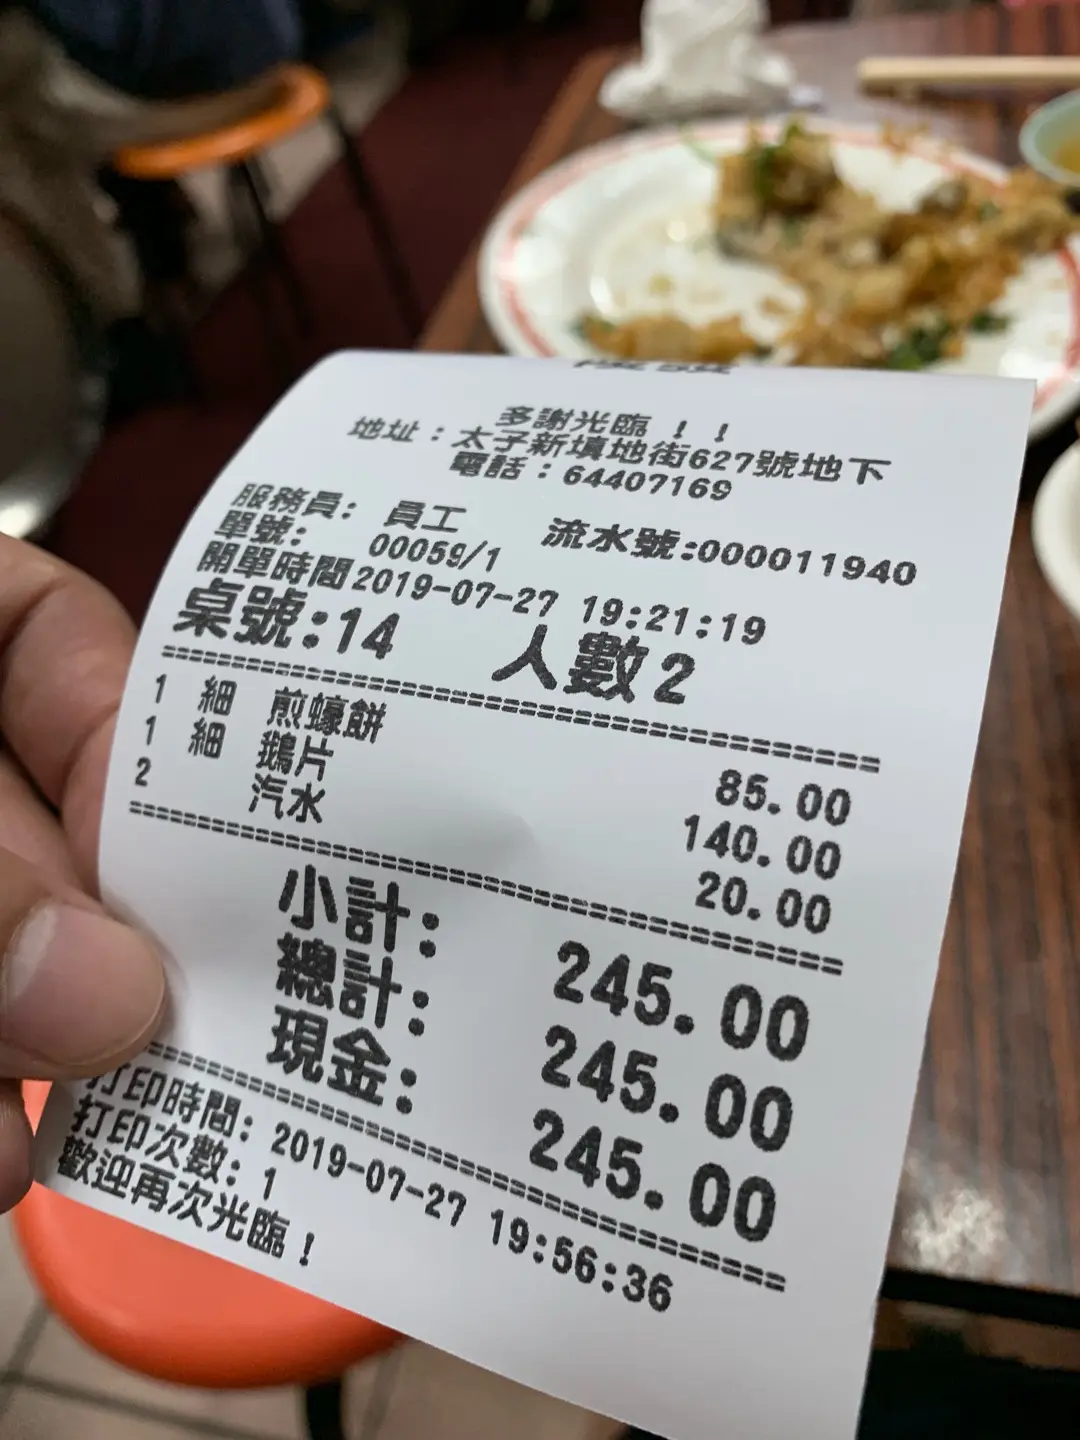 多謝光臨！！
地址：太子新填地街627號地下
電話：64407169
服務員: 員工 流水號:000011940
單號: 00059/1
開單時間 2019-07-27 19:21:19
桌號:14 人數2
1 細 煎蠔餅 85.00
1 細 鵝片 140.00
2 汽水 20.00
小計: 245.00
總計: 245.00
現金: 245.00
打印時間: 2019-07-27 19:56:36
打印次數: 1
歡迎再次光臨！